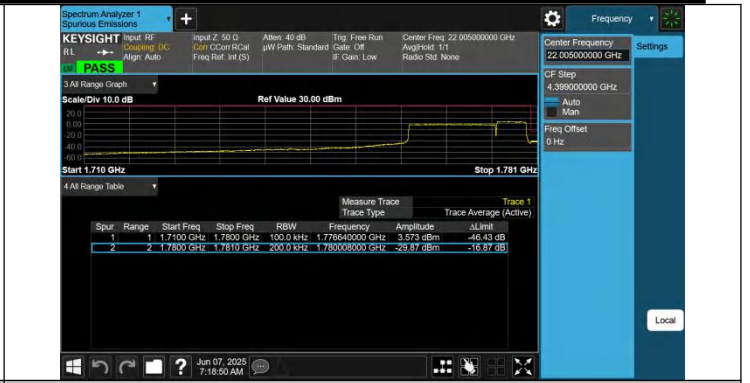 Spectrum Analyzer 1
Spurious Emissions
Frequency
KEYSIGHT
RL
Input: RF
Coupling: DC
Align: Auto
Input Z: 50 Ω
Corr CCorr RCal
Freq Ref: Int (S)
Atten: 40 dB
µW Path: Standard
Trig: Free Run
Gate: Off
IF Gain: Low
Center Freq: 22.005000000 GHz
Avg|Hold: 1/1
Radio Std: None
PASS
Center Frequency
22.005000000 GHz
Settings
CF Step
4.399000000 GHz
Auto
Man
Freq Offset
0 Hz
3 All Range Graph
Scale/Div 10.0 dB
Ref Value 30.00 dBm
20.0
0.00
-20.0
-40.0
-60.0
Start 1.710 GHz
Stop 1.781 GHz
4 All Range Table
Measure Trace Trace 1
Trace Type Trace Average (Active)
Spur Range Start Freq Stop Freq RBW Frequency Amplitude ΔLimit
1 1 1.7100 GHz 1.7800 GHz 100.0 kHz 1.776640000 GHz 3.573 dBm -46.43 dB
2 2 1.7800 GHz 1.7810 GHz 200.0 kHz 1.780008000 GHz -29.87 dBm -16.87 dB
Local
Jun 07, 2025
7:18:50 AM